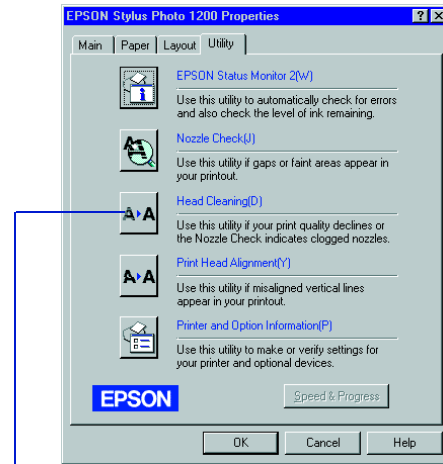 EPSON Stylus Photo 1200 Properties
Main Paper Layout Utility
EPSON Status Monitor 2(W)
Use this utility to automatically check for errors
and also check the level of ink remaining.
Nozzle Check(J)
Use this utility if gaps or faint areas appear in
your printout.
Head Cleaning(D)
Use this utility if your print quality declines or
the Nozzle Check indicates clogged nozzles.
Print Head Alignment(Y)
Use this utility if misaligned vertical lines
appear in your printout.
Printer and Option Information(P)
Use this utility to make or verify settings for
your printer and optional devices.
EPSON
Speed & Progress
OK Cancel Help